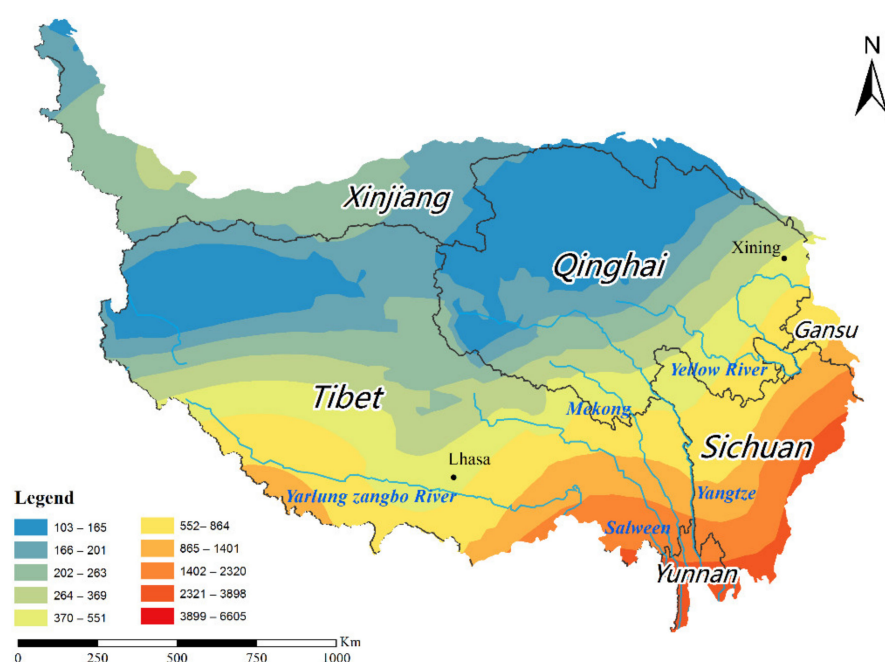 N
Xinjiang
Qinghai
Xining
Gansu
Yellow River
Tibet
Mekong
Sichuan
Lhasa
Yarlung zangbo River
Yangtze
Salween
Yunnan
Legend
103 – 165
166 – 201
202 – 263
264 – 369
370 – 551
552– 864
865 – 1401
1402 – 2320
2321 – 3898
3899 – 6605
Km
0 250 500 750 1000